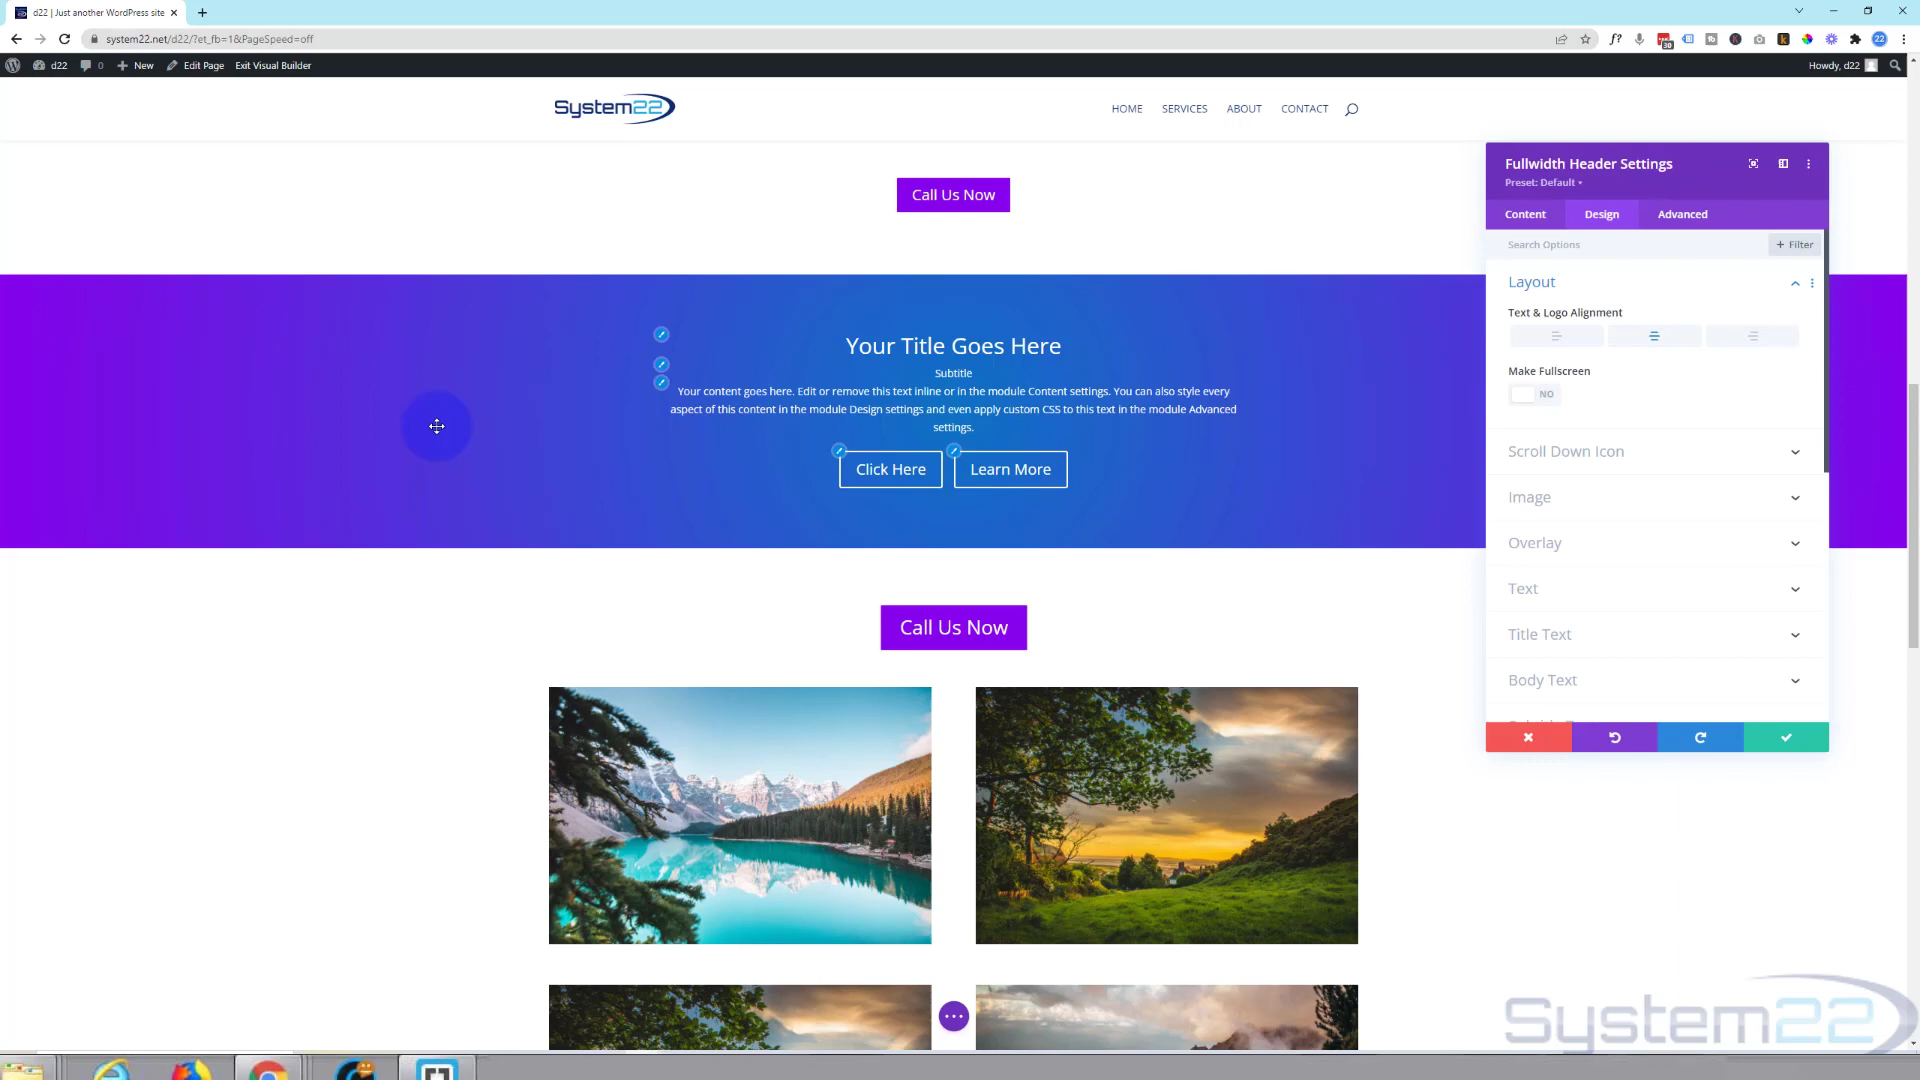 d22 | Just another WordPress site
system22.net/d22/?et_fb=1&PageSpeed=off
f?
30
22
d22
0
New
Edit Page
Exit Visual Builder
Howdy, d22
System22
HOME
SERVICES
ABOUT
CONTACT
Call Us Now
Fullwidth Header Settings
Preset: Default
Content
Design
Advanced
Search Options
+ Filter
Layout
Text & Logo Alignment
Make Fullscreen
NO
Scroll Down Icon
Image
Overlay
Text
Title Text
Body Text
Your Title Goes Here
Subtitle
Your content goes here. Edit or remove this text inline or in the module Content settings. You can also style every
aspect of this content in the module Design settings and even apply custom CSS to this text in the module Advanced
settings.
Click Here
Learn More
Call Us Now
System22